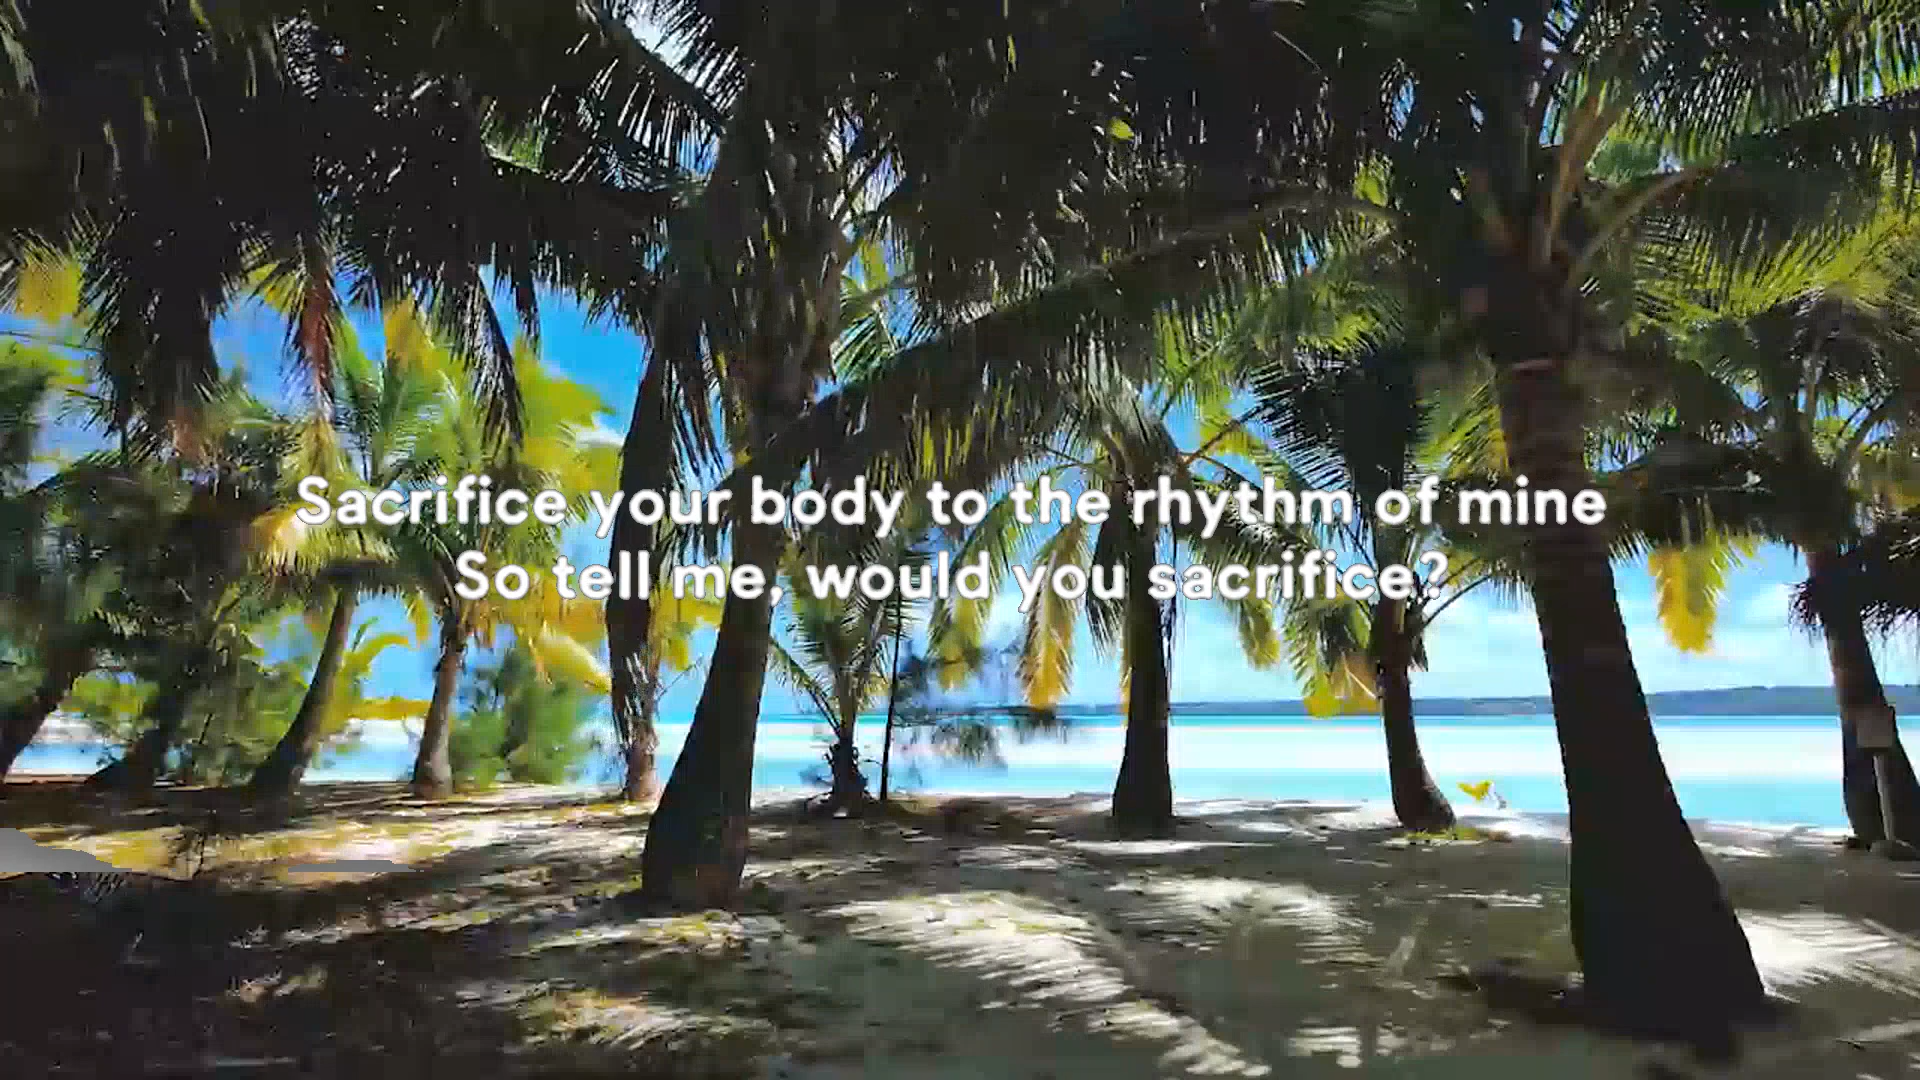 Sacrifice your body to the rhythm of mine
So tell me, would you sacrifice?